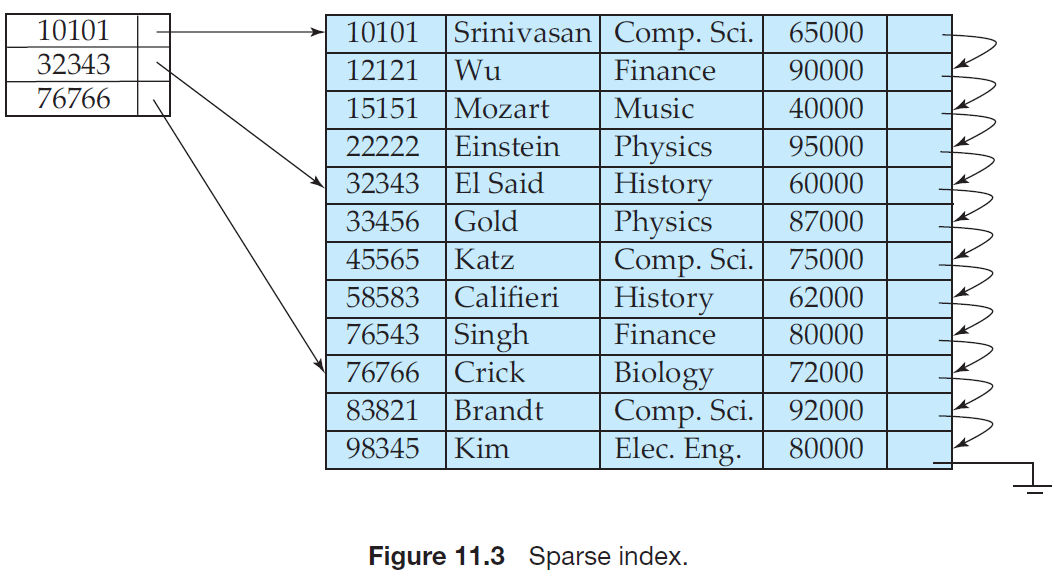 10101
32343
76766
10101 Srinivasan Comp. Sci. 65000
12121 Wu Finance 90000
15151 Mozart Music 40000
22222 Einstein Physics 95000
32343 El Said History 60000
33456 Gold Physics 87000
45565 Katz Comp. Sci. 75000
58583 Califieri History 62000
76543 Singh Finance 80000
76766 Crick Biology 72000
83821 Brandt Comp. Sci. 92000
98345 Kim Elec. Eng. 80000
Figure 11.3 Sparse index.